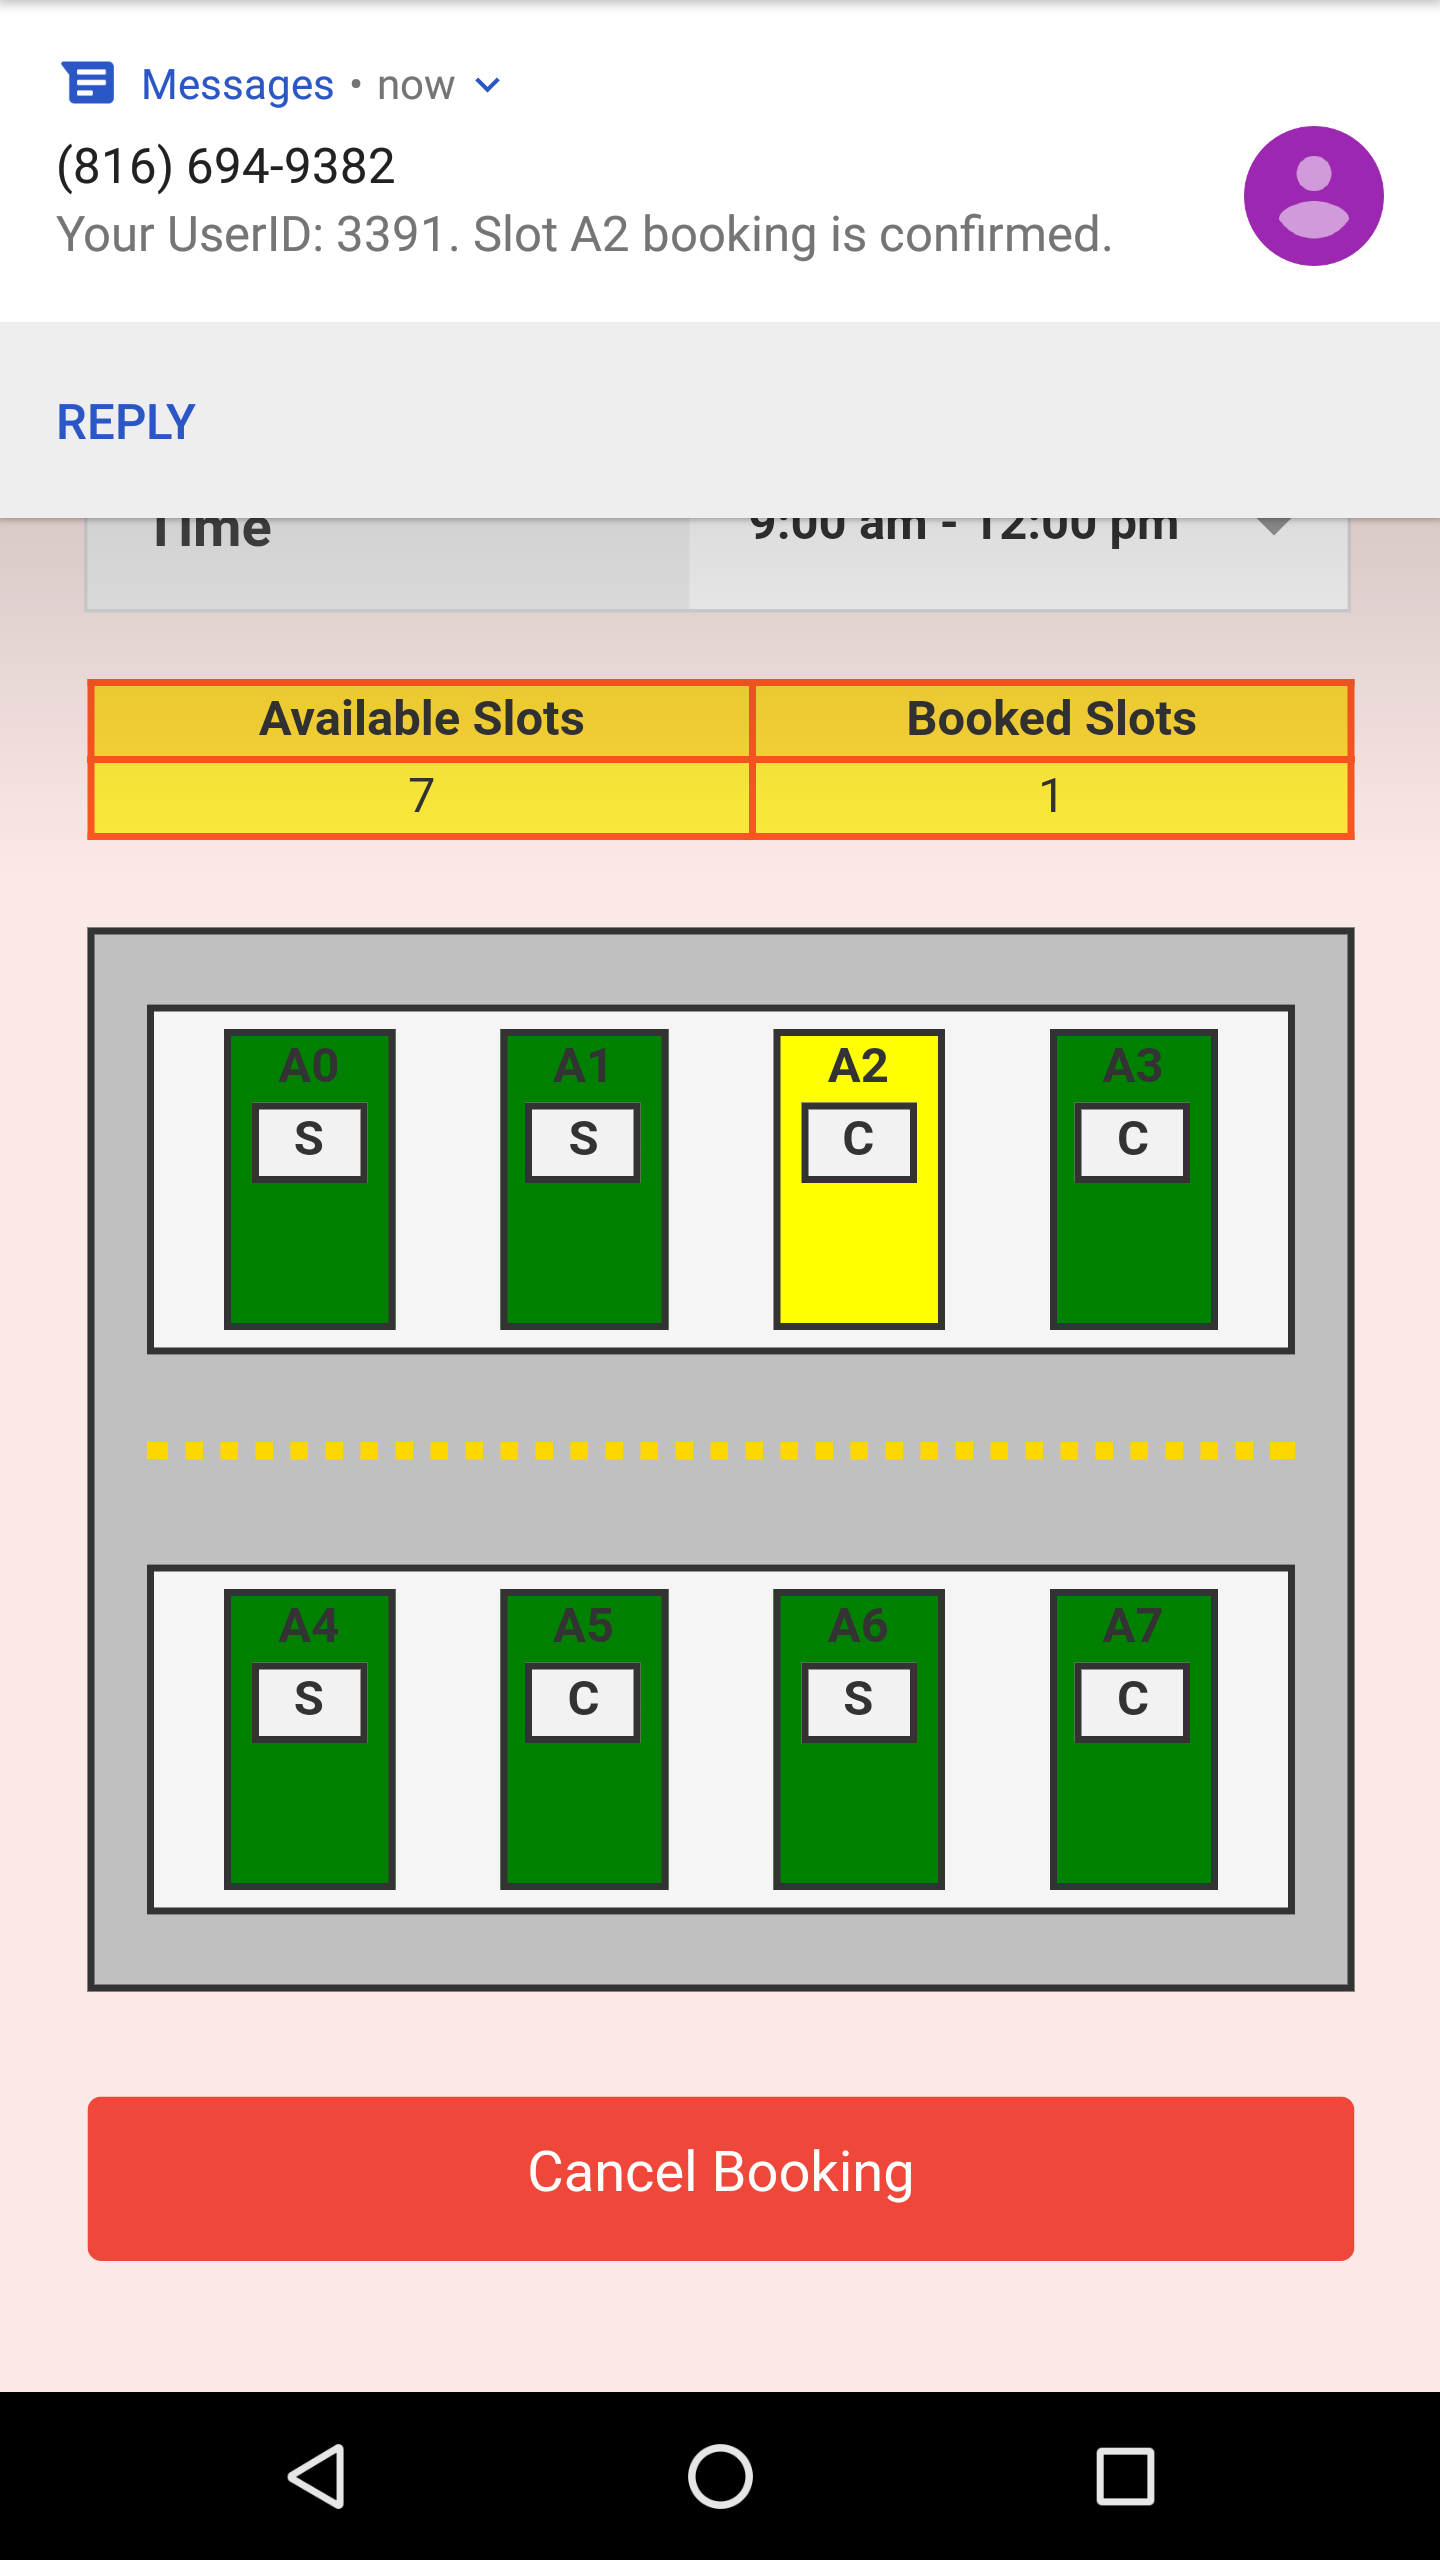 Messages • now
(816) 694-9382
Your UserID: 3391. Slot A2 booking is confirmed.
REPLY
Time 9:00 am - 12:00 pm
Available Slots Booked Slots
7 1
A0 A1 A2 A3
S S C C
A4 A5 A6 A7
S C S C
Cancel Booking